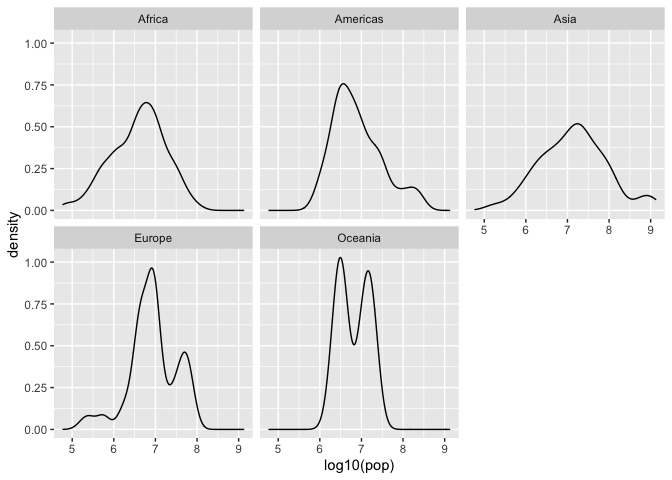 Africa Americas Asia
1.00
0.75
0.50
0.25
0.00
5 6 7 8 9
density
Europe Oceania
1.00
0.75
0.50
0.25
0.00
5 6 7 8 9 5 6 7 8 9
log10(pop)